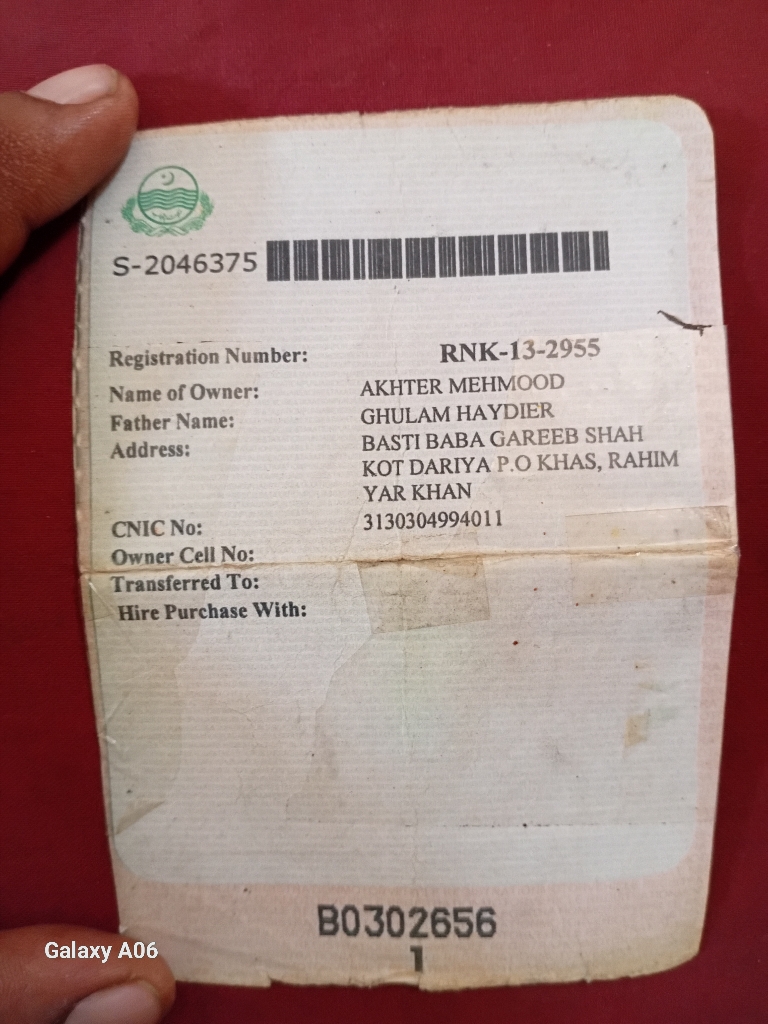 S-2046375
Registration Number: RNK-13-2955
Name of Owner: AKHTER MEHMOOD
Father Name: GHULAM HAYDIER
Address: BASTI BABA GAREEB SHAH
KOT DARIYA P.O KHAS, RAHIM
YAR KHAN
CNIC No: 3130304994011
Owner Cell No:
Transferred To:
Hire Purchase With:
B0302656
1
Galaxy A06